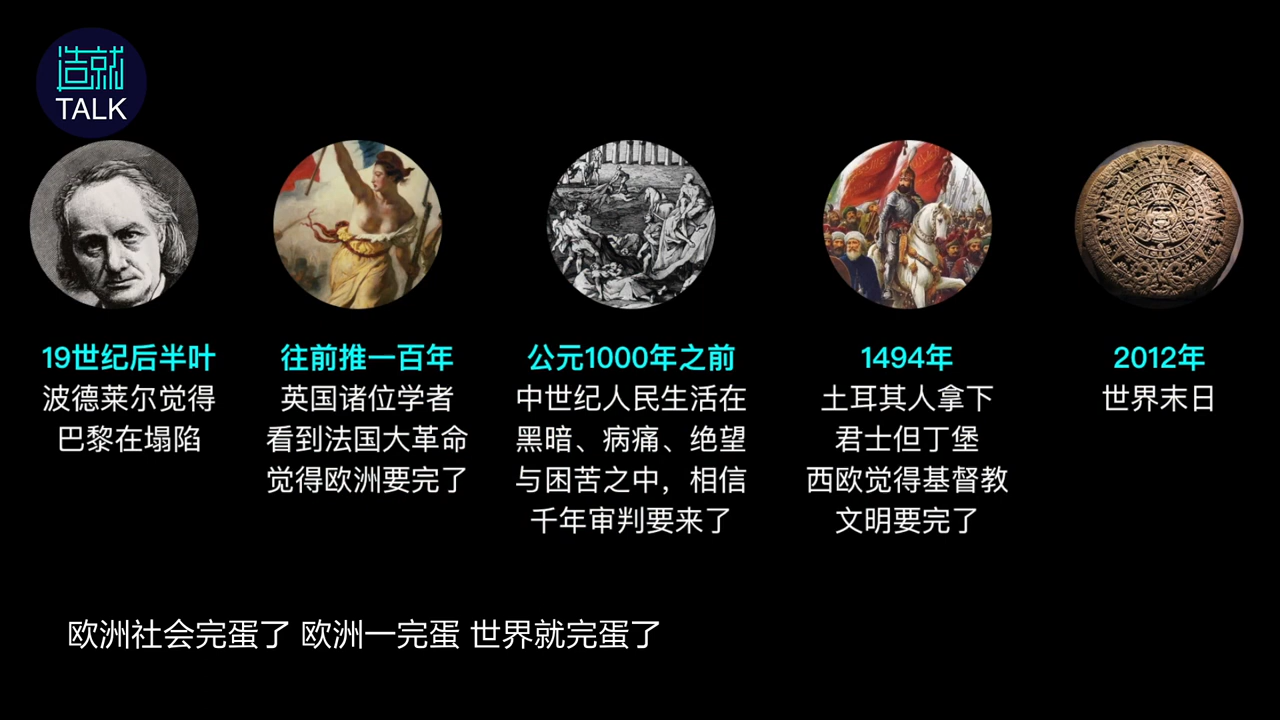 造就
TALK
19世纪后半叶
波德莱尔觉得
巴黎在塌陷
往前推一百年
英国诸位学者
看到法国大革命
觉得欧洲要完了
公元1000年之前
中世纪人民生活在
黑暗、病痛、绝望
与困苦之中，相信
千年审判要来了
1494年
土耳其人拿下
君士但丁堡
西欧觉得基督教
文明要完了
2012年
世界末日
欧洲社会完蛋了 欧洲一完蛋 世界就完蛋了